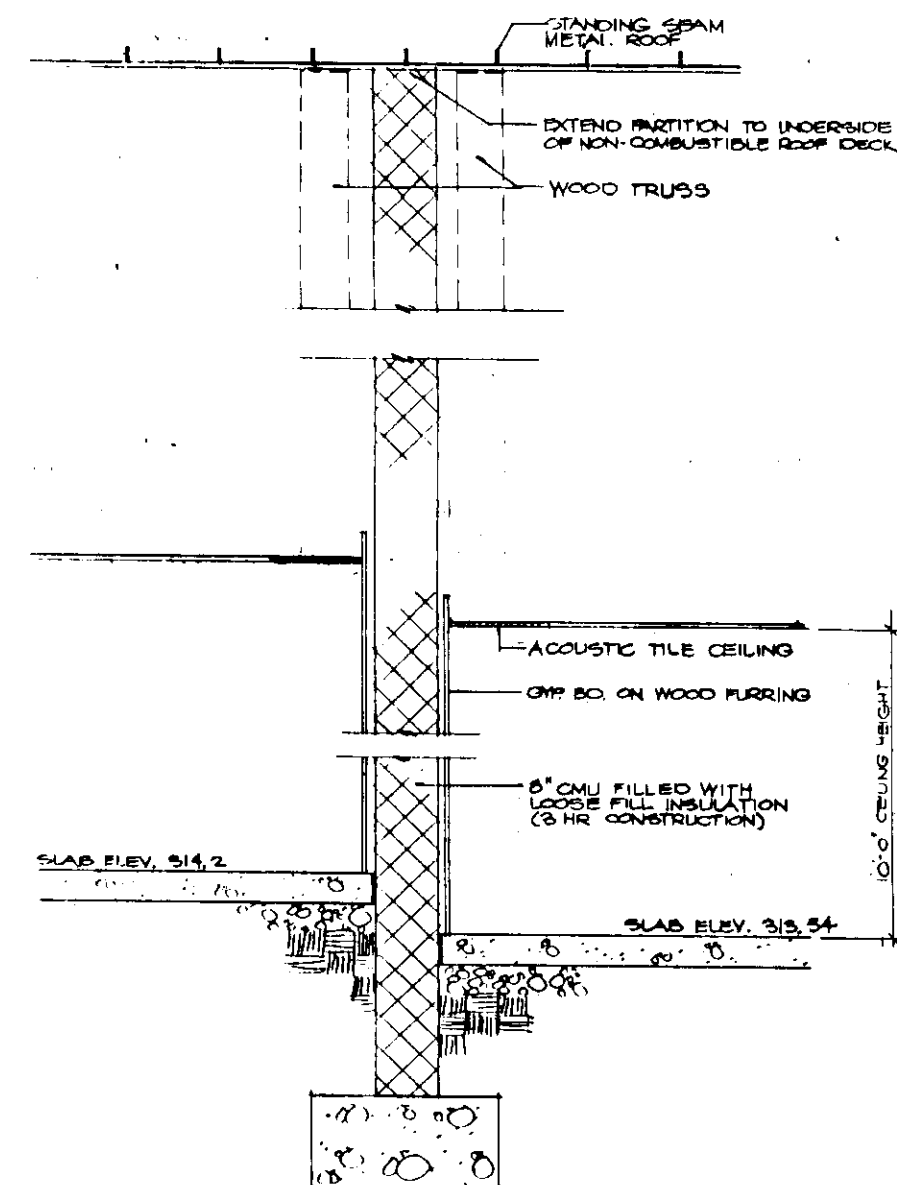 STANDING SEAM
METAL ROOF
EXTEND PARTITION TO UNDERSIDE
OF NON-COMBUSTIBLE ROOF DECK
WOOD TRUSS
ACOUSTIC TILE CEILING
GYP. BD. ON WOOD FURRING
8" CMU FILLED WITH
LOOSE FILL INSULATION
(3 HR CONSTRUCTION)
10'-0" CEILING HEIGHT
SLAB ELEV. 314.2
SLAB ELEV. 313.54